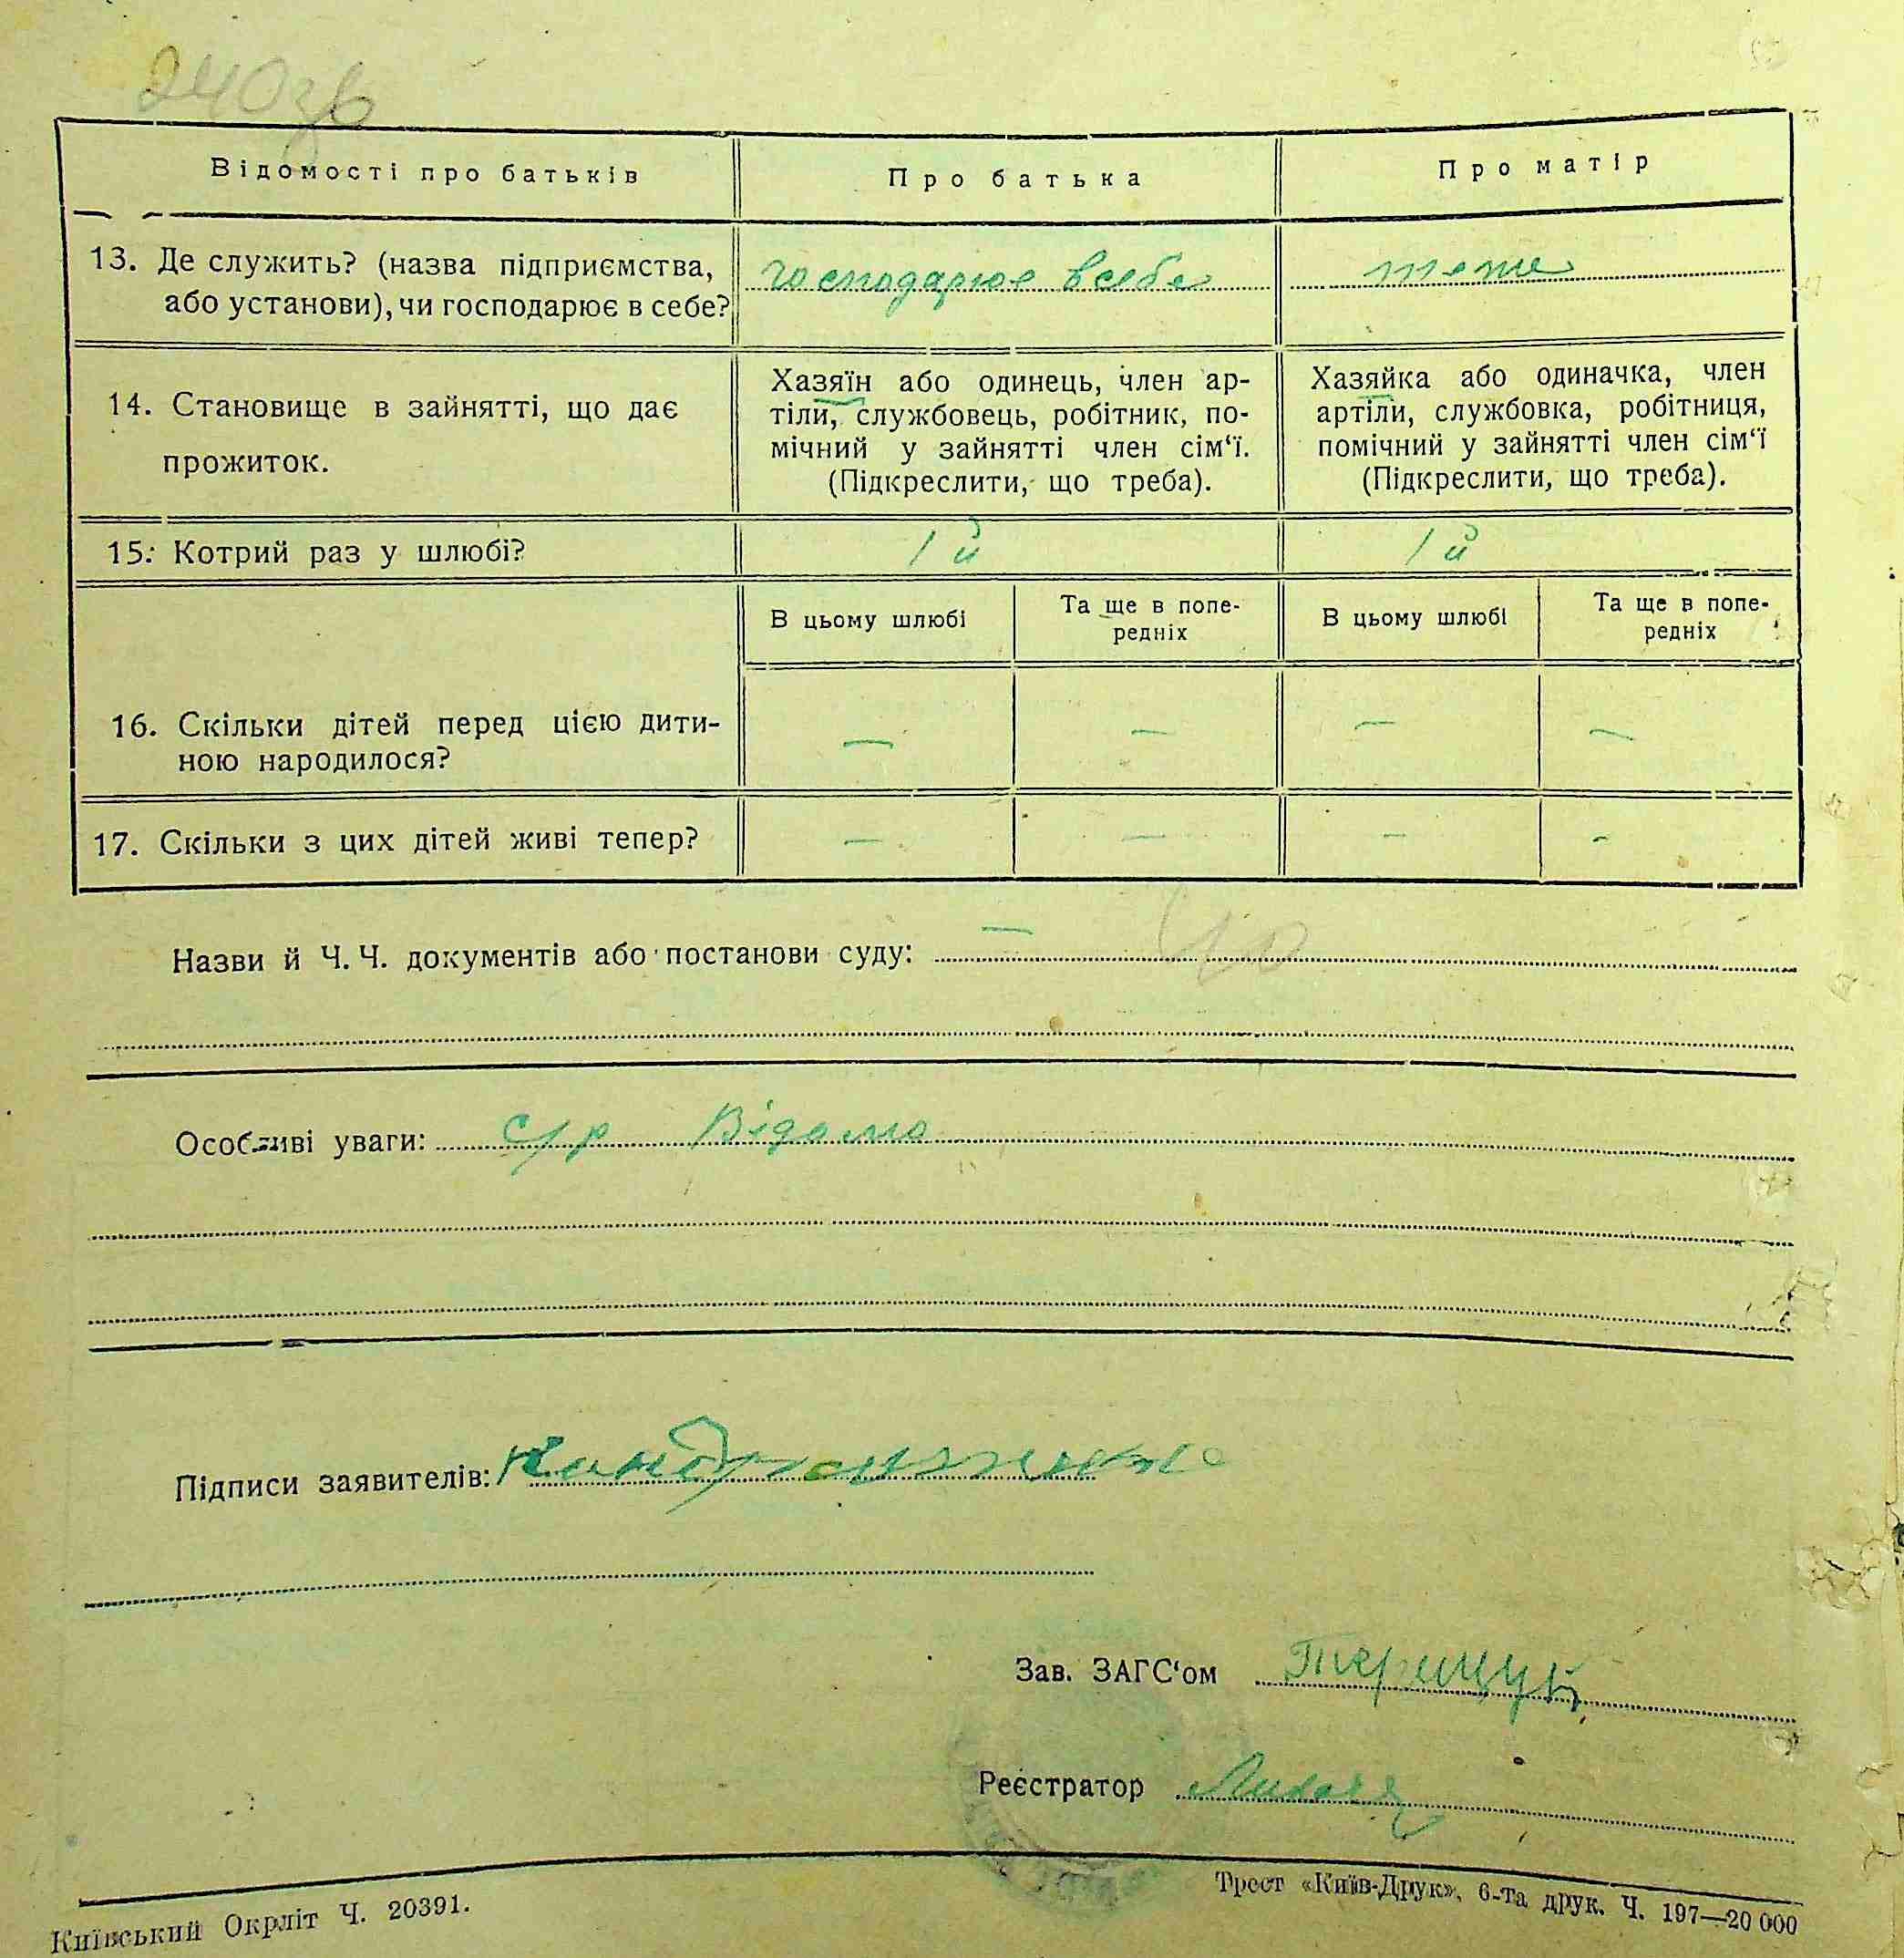 240зв
Відомості про батьків
Про батька
Про матір
13. Де служить? (назва підприємства,
або установи), чи господарює в себе?
господарює в себе
теж
14. Становище в зайнятті, що дає
прожиток.
Хазяїн або одинець, член ар-
тіли, службовець, робітник, по-
мічний у зайнятті член сім‘ї.
(Підкреслити, що треба).
Хазяйка або одиначка, член
артіли, службовка, робітниця,
помічний у зайнятті член сім‘ї
(Підкреслити, що треба).
15. Котрий раз у шлюбі?
1й
1й
В цьому шлюбі
Та ще в попе-
редніх
В цьому шлюбі
Та ще в попе-
редніх
16. Скільки дітей перед цією дити-
ною народилося?
— — — —
17. Скільки з цих дітей живі тепер?
— — — -
Назви й Ч. Ч. документів або постанови суду: —
Особливі уваги: с/р Відомо
Підписи заявителів:
Зав. ЗАГС‘ом
Реєстратор
Київський Окрліт Ч. 20391.
Трест «Київ-Друк», 6-та друк. Ч. 197—20 000